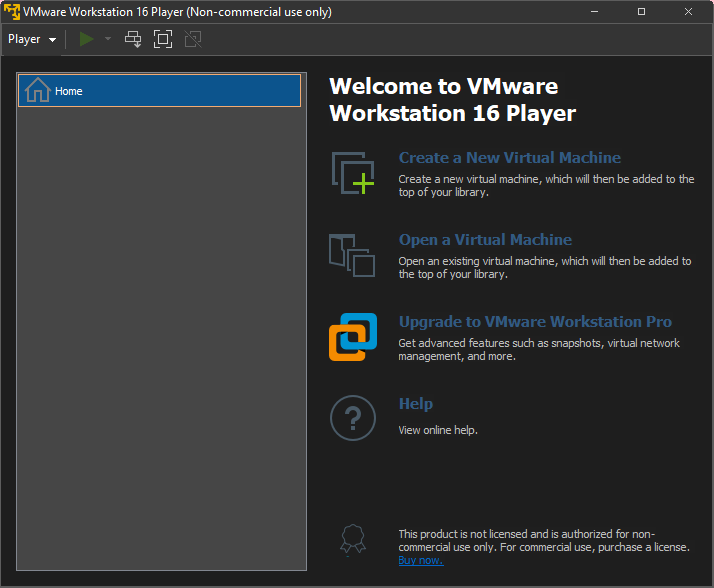 VMware Workstation 16 Player (Non-commercial use only)
Player
Home
Welcome to VMware
Workstation 16 Player
Create a New Virtual Machine
Create a new virtual machine, which will then be added to the
top of your library.
Open a Virtual Machine
Open an existing virtual machine, which will then be added to
the top of your library.
Upgrade to VMware Workstation Pro
Get advanced features such as snapshots, virtual network
management, and more.
Help
View online help.
This product is not licensed and is authorized for non-
commercial use only. For commercial use, purchase a license.
Buy now.